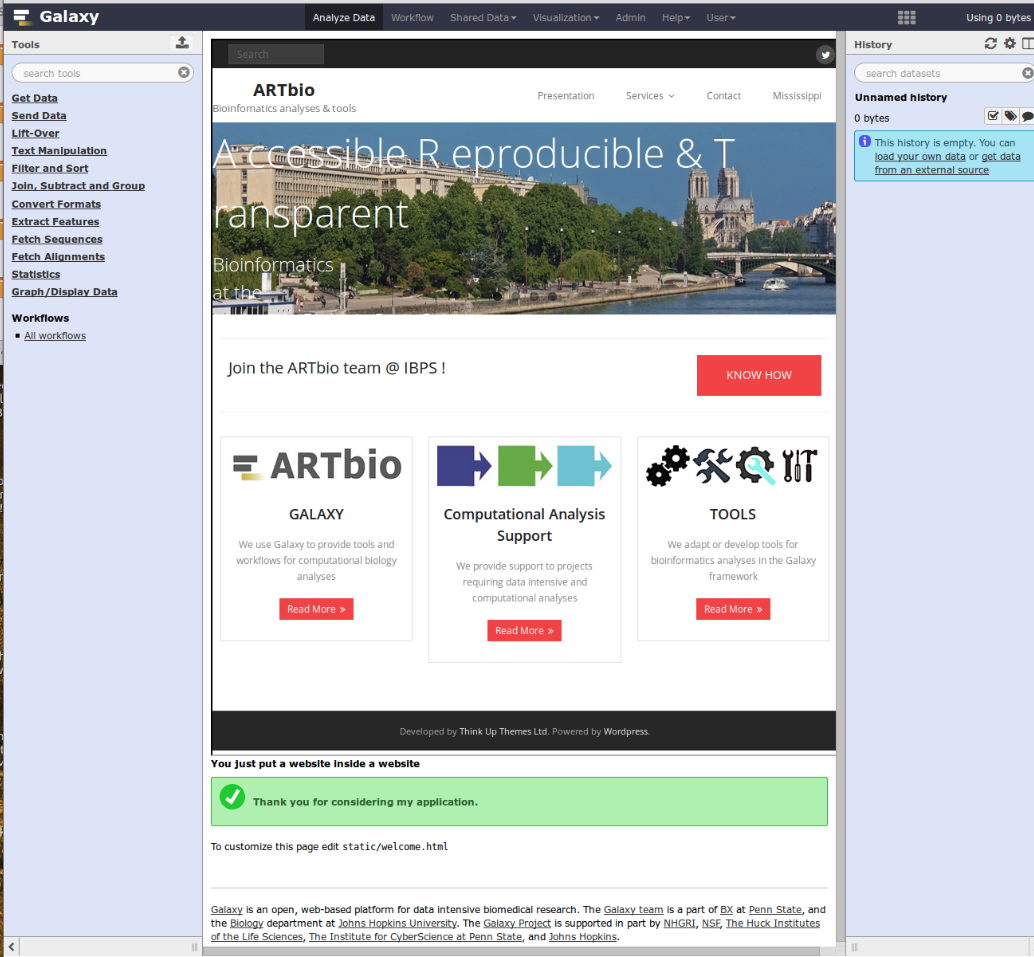 Galaxy
Analyze Data Workflow Shared Data Visualization Admin Help User Using 0 bytes
Tools
search tools
Get Data
Send Data
Lift-Over
Text Manipulation
Filter and Sort
Join, Subtract and Group
Convert Formats
Extract Features
Fetch Sequences
Fetch Alignments
Statistics
Graph/Display Data
Workflows
All workflows
Search
ARTbio
Bioinfomatics analyses & tools
Presentation Services Contact Mississippi
A ccessible R eproducible & T
ransparent
Bioinformatics
at the
Join the ARTbio team @ IBPS !
KNOW HOW
ARTbio
GALAXY
We use Galaxy to provide tools and
workflows for computational biology
analyses
Read More »
Computational Analysis
Support
We provide support to projects
requiring data intensive and
computational analyses
Read More »
TOOLS
We adapt or develop tools for
bioinformatics analyses in the Galaxy
framework
Read More »
Developed by Think Up Themes Ltd. Powered by Wordpress.
You just put a website inside a website
Thank you for considering my application.
To customize this page edit static/welcome.html
Galaxy is an open, web-based platform for data intensive biomedical research. The Galaxy team is a part of BX at Penn State, and
the Biology department at Johns Hopkins University. The Galaxy Project is supported in part by NHGRI, NSF, The Huck Institutes
of the Life Sciences, The Institute for CyberScience at Penn State, and Johns Hopkins.
History
search datasets
Unnamed history
0 bytes
This history is empty. You can
load your own data or get data
from an external source